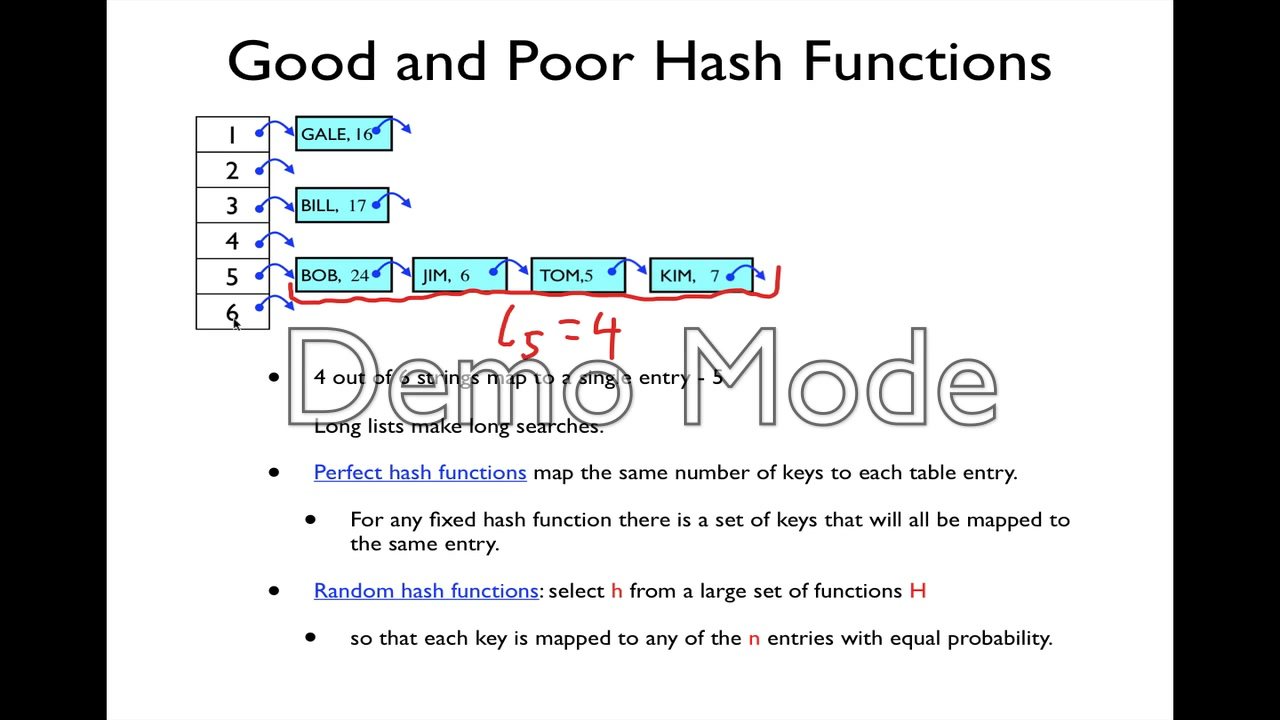 Good and Poor Hash Functions
1 GALE, 16
2
3 BILL, 17
4
5 BOB, 24 JIM, 6 TOM,5 KIM, 7
6
l5 = 4
Demo Mode
• 4 out of 6 strings map to a single entry - 5.
Long lists make long searches.
• Perfect hash functions map the same number of keys to each table entry.
• For any fixed hash function there is a set of keys that will all be mapped to
the same entry.
• Random hash functions: select h from a large set of functions H
• so that each key is mapped to any of the n entries with equal probability.